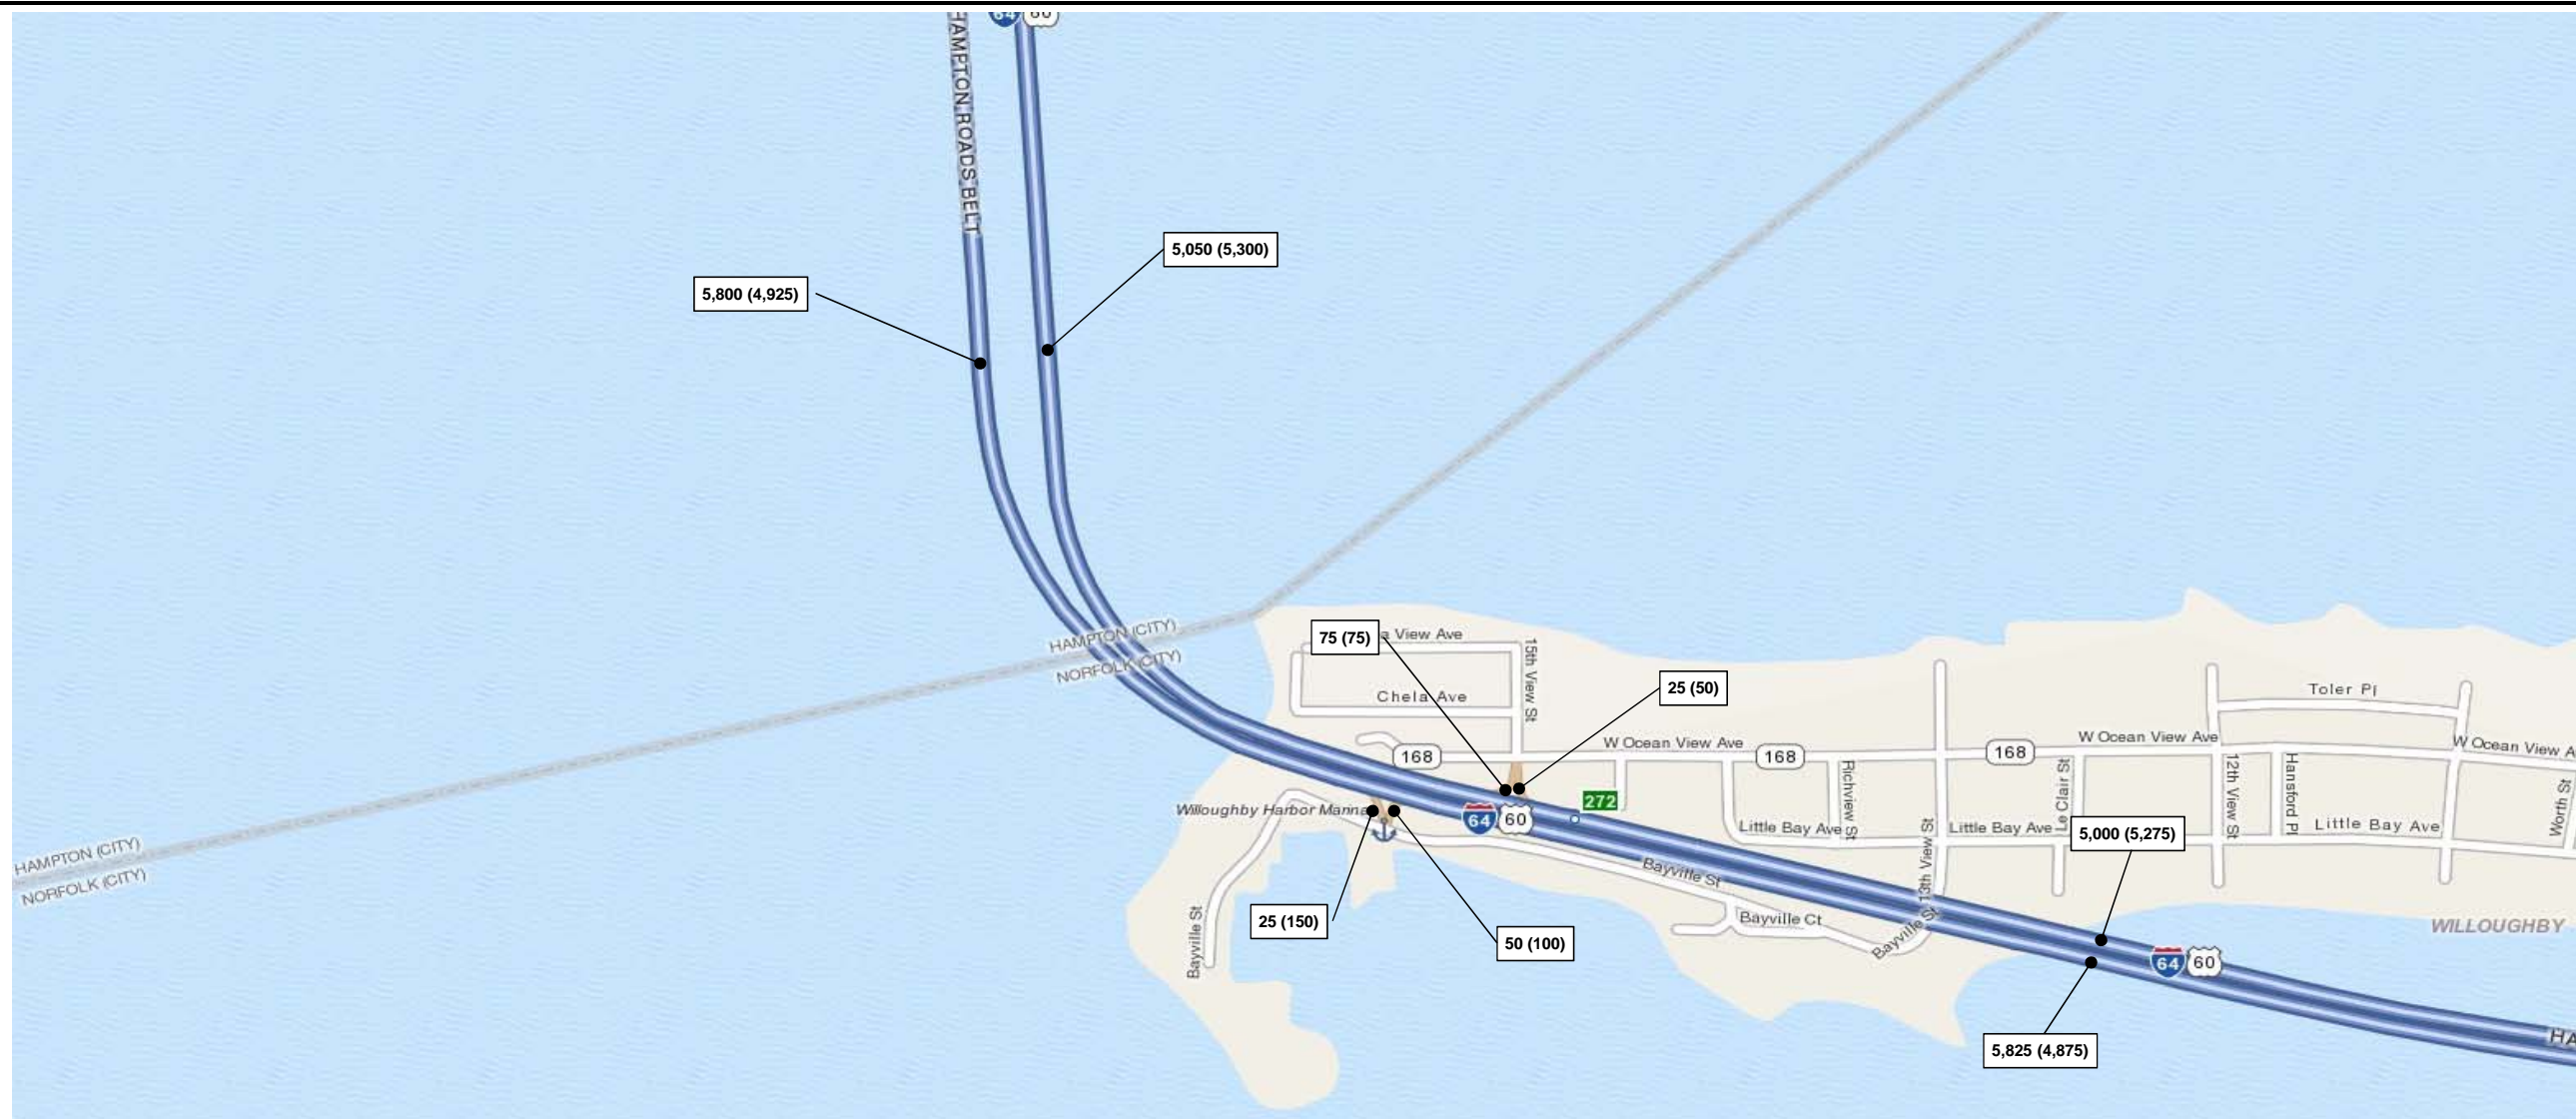 64 60
HAMPTON ROADS BELT
5,050 (5,300)
5,800 (4,925)
HAMPTON (CITY)
NORFOLK (CITY)
75 (75)
a View Ave
15th View St
25 (50)
Chela Ave
Toler Pl
168
W Ocean View Ave
168
168
W Ocean View Ave
W Ocean View A
Richview St
Le Clair St
12th View St
Hansford Pl
Worth St
Willoughby Harbor Marina
64 60
272
Little Bay Ave
13th View St
Little Bay Ave
5,000 (5,275)
Little Bay Ave
HAMPTON (CITY)
NORFOLK (CITY)
Bayville St
25 (150)
50 (100)
Bayville St
Bayville Ct
Bayville St
WILLOUGHBY
64 60
5,825 (4,875)
HA